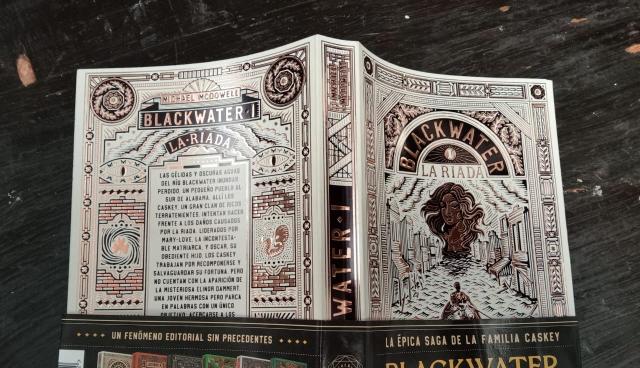 MICHAEL MCDOWELL
BLACKWATER I
LA RIADA
LAS GÉLIDAS Y OSCURAS AGUAS
DEL RÍO BLACKWATER INUNDAN
PERDIDO, UN PEQUEÑO PUEBLO AL
SUR DE ALABAMA. ALLÍ LOS
CASKEY, UN GRAN CLAN DE RICOS
TERRATENIENTES, INTENTAN HACER
FRENTE A LOS DAÑOS CAUSADOS
POR LA RIADA. LIDERADOS POR
MARY-LOVE, LA INCONTESTA-
BLE MATRIARCA, Y OSCAR, SU
OBEDIENTE HIJO, LOS CASKEY
TRABAJAN POR RECOMPONERSE Y
SALVAGUARDAR SU FORTUNA. PERO
NO CUENTAN CON LA APARICIÓN DE
LA MISTERIOSA ELINOR DAMMERT,
UNA JOVEN HERMOSA PERO PARCA
EN PALABRAS CON UN ÚNICO
OBJETIVO: ACERCARSE A LOS
UN FENÓMENO EDITORIAL SIN PRECEDENTES
MICHAEL MCDOWELL
WATER · I
BLACKWATER
I
LA RIADA
LA ÉPICA SAGA DE LA FAMILIA CASKEY
BLACKWATER